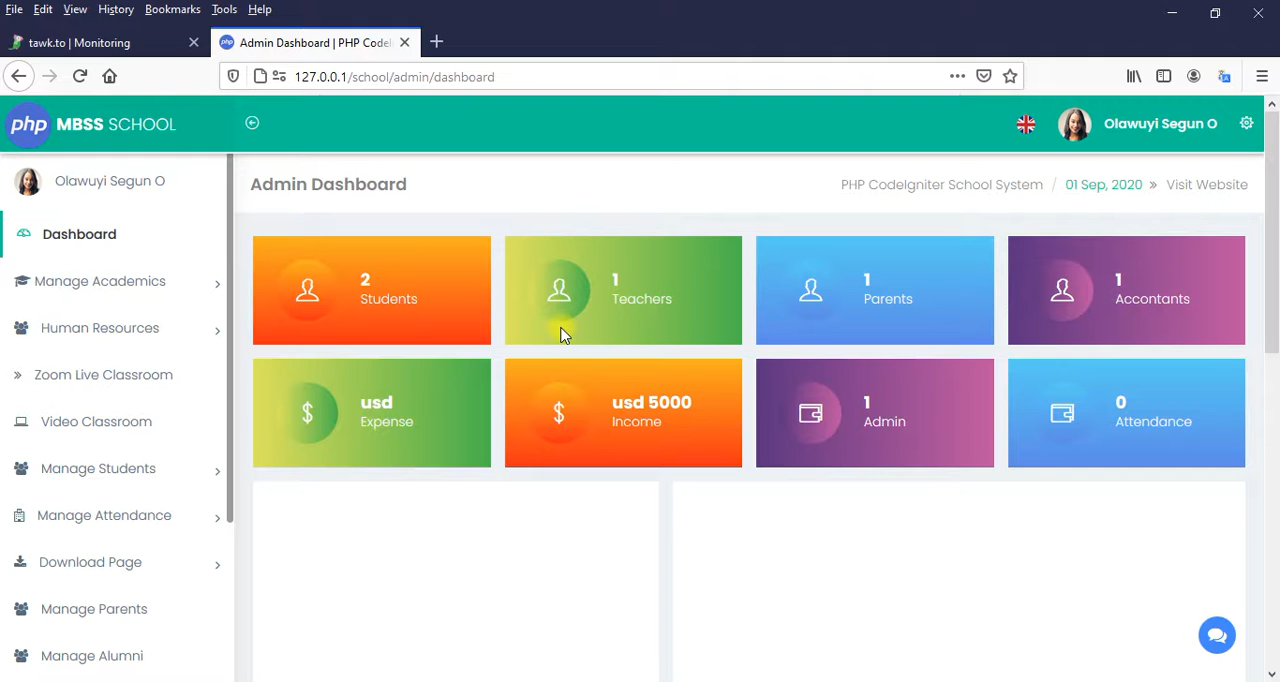 File Edit View History Bookmarks Tools Help
tawk.to | Monitoring
Admin Dashboard | PHP CodeI
127.0.0.1/school/admin/dashboard
php MBSS SCHOOL
Olawuyi Segun O
Olawuyi Segun O
Admin Dashboard
PHP CodeIgniter School System / 01 Sep, 2020 » Visit Website
Dashboard
Manage Academics
Human Resources
» Zoom Live Classroom
Video Classroom
Manage Students
Manage Attendance
Download Page
Manage Parents
Manage Alumni
2
Students
1
Teachers
1
Parents
1
Accountants
$
usd
Expense
$
usd 5000
Income
1
Admin
0
Attendance